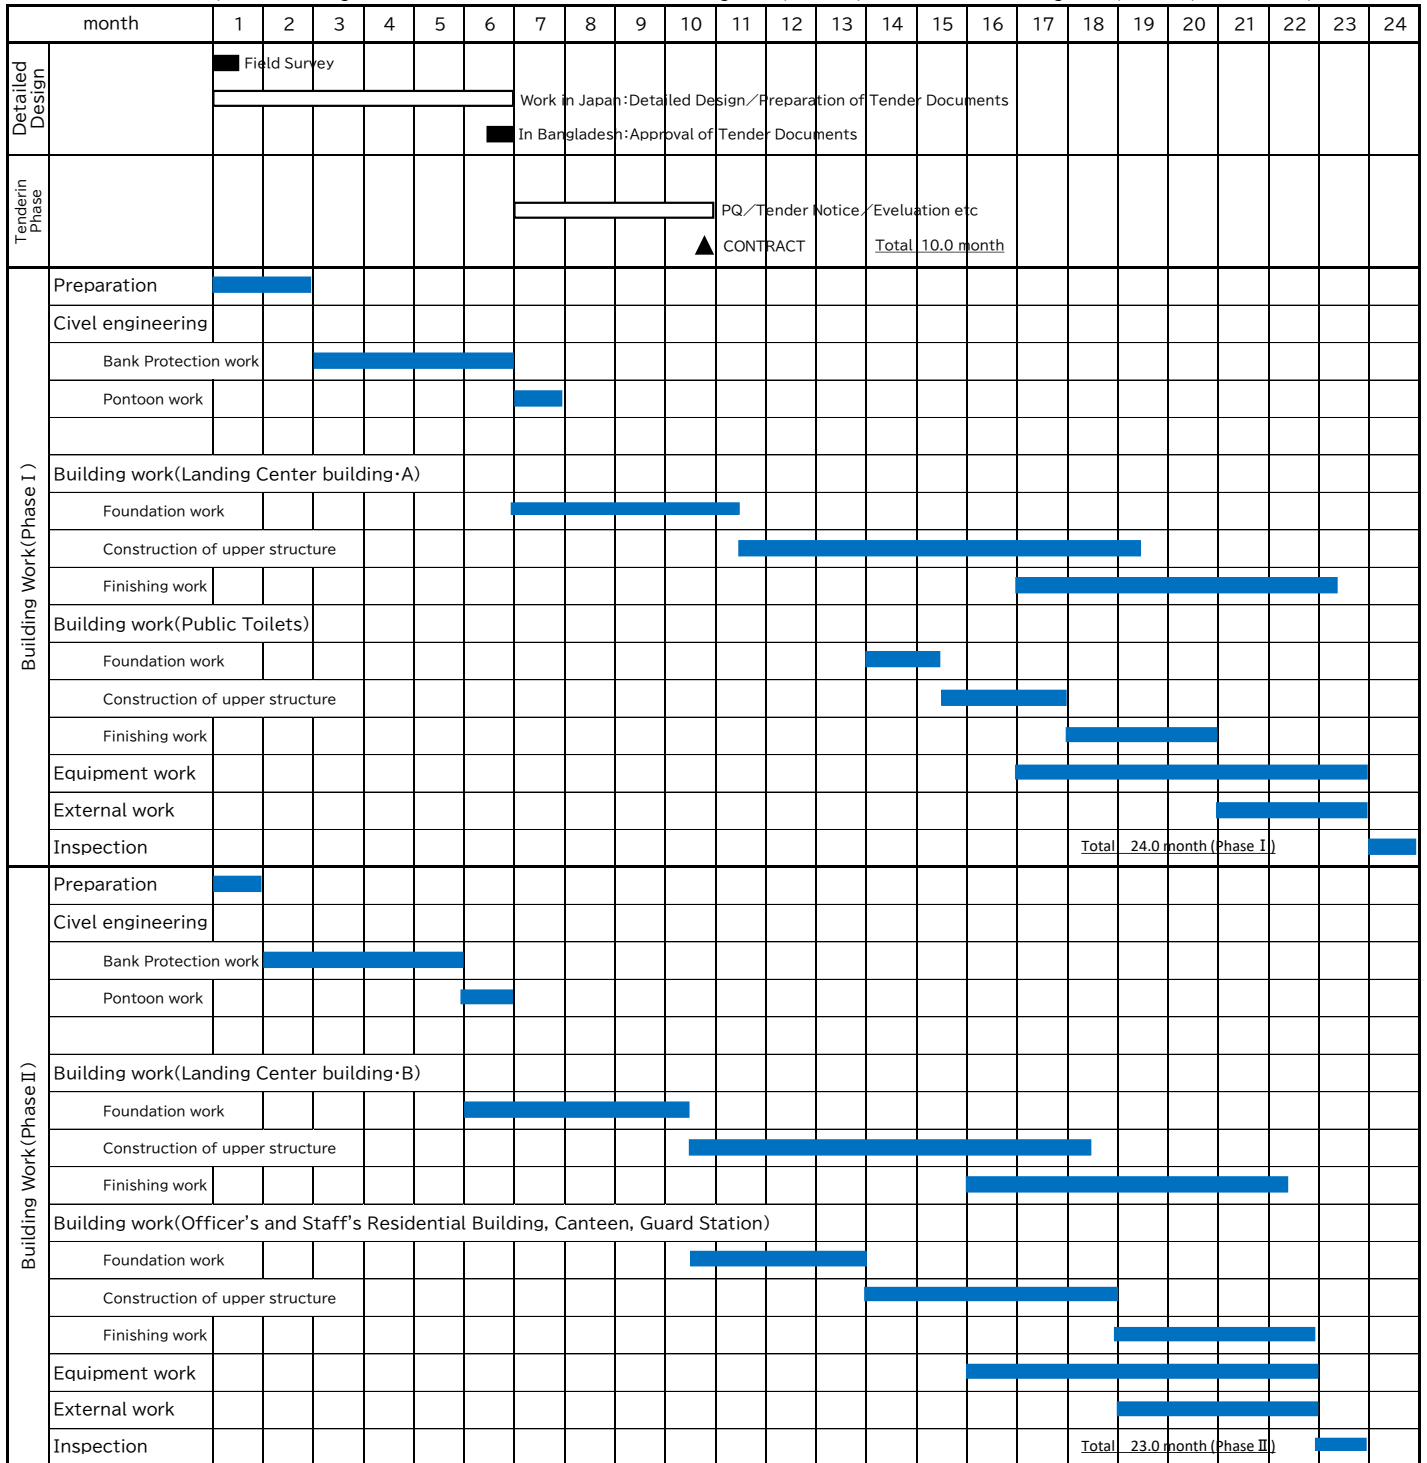 month 1 2 3 4 5 6 7 8 9 10 11 12 13 14 15 16 17 18 19 20 21 22 23 24
Detailed
Design
Field Survey
Work in Japan：Detailed Design／Preparation of Tender Documents
In Bangladesh：Approval of Tender Documents
Tenderin
Phase
PQ／Tender Notice／Eveluation etc
CONTRACT Total 10.0 month
Building Work(Phase Ⅰ)
Preparation
Civel engineering
Bank Protection work
Pontoon work
Building work(Landing Center building・A)
Foundation work
Construction of upper structure
Finishing work
Building work(Public Toilets)
Foundation work
Construction of upper structure
Finishing work
Equipment work
External work
Inspection Total 24.0 month (Phase Ⅰ)
Building Work(Phase Ⅱ)
Preparation
Civel engineering
Bank Protection work
Pontoon work
Building work(Landing Center building・B)
Foundation work
Construction of upper structure
Finishing work
Building work(Officer's and Staff's Residential Building, Canteen, Guard Station)
Foundation work
Construction of upper structure
Finishing work
Equipment work
External work
Inspection Total 23.0 month (Phase Ⅱ)